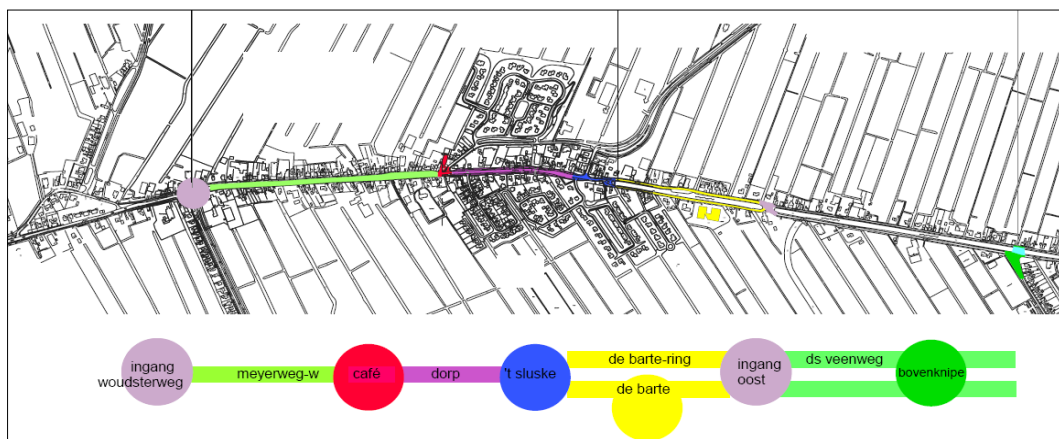 ingang
woudsterweg
meyerweg-w
café
dorp
't sluske
de barte-ring
de barte
ingang
oost
ds veenweg
bovenknipe